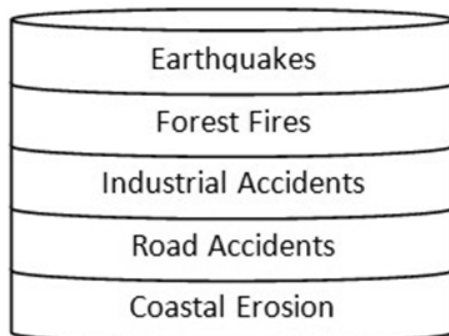 Earthquakes
Forest Fires
Industrial Accidents
Road Accidents
Coastal Erosion